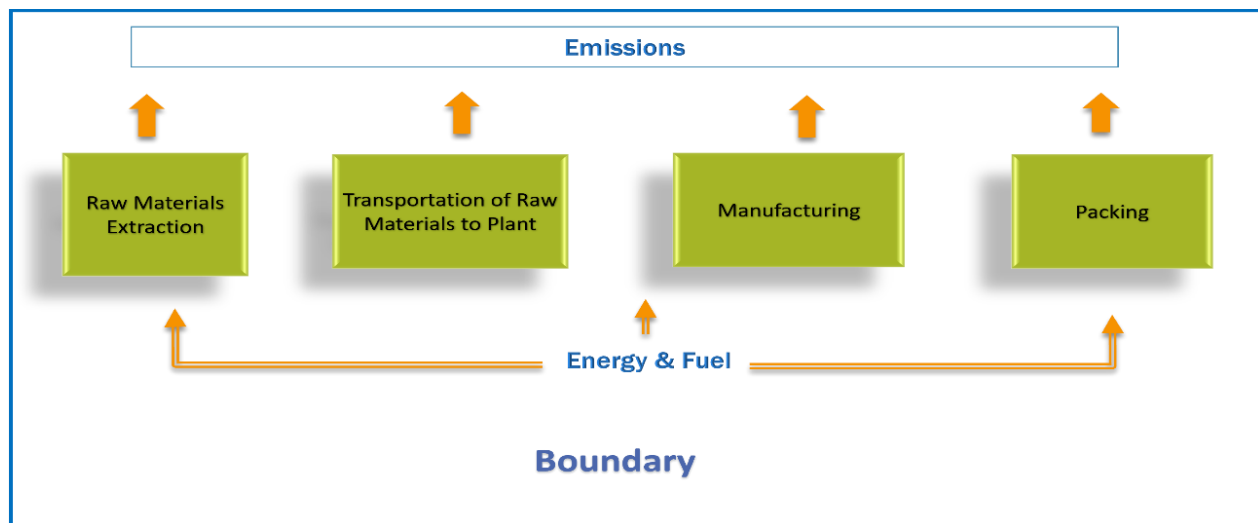 Emissions
Raw Materials
Extraction
Transportation of Raw
Materials to Plant
Manufacturing
Packing
Energy & Fuel
Boundary